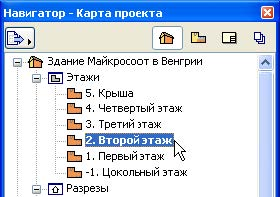 Навигатор - Карта проекта
Здание Майкросоот в Венгрии
Этажи
5. Крыша
4. Четвертый этаж
3. Третий этаж
2. Второй этаж
1. Первый этаж
-1. Цокольный этаж
Разрезы